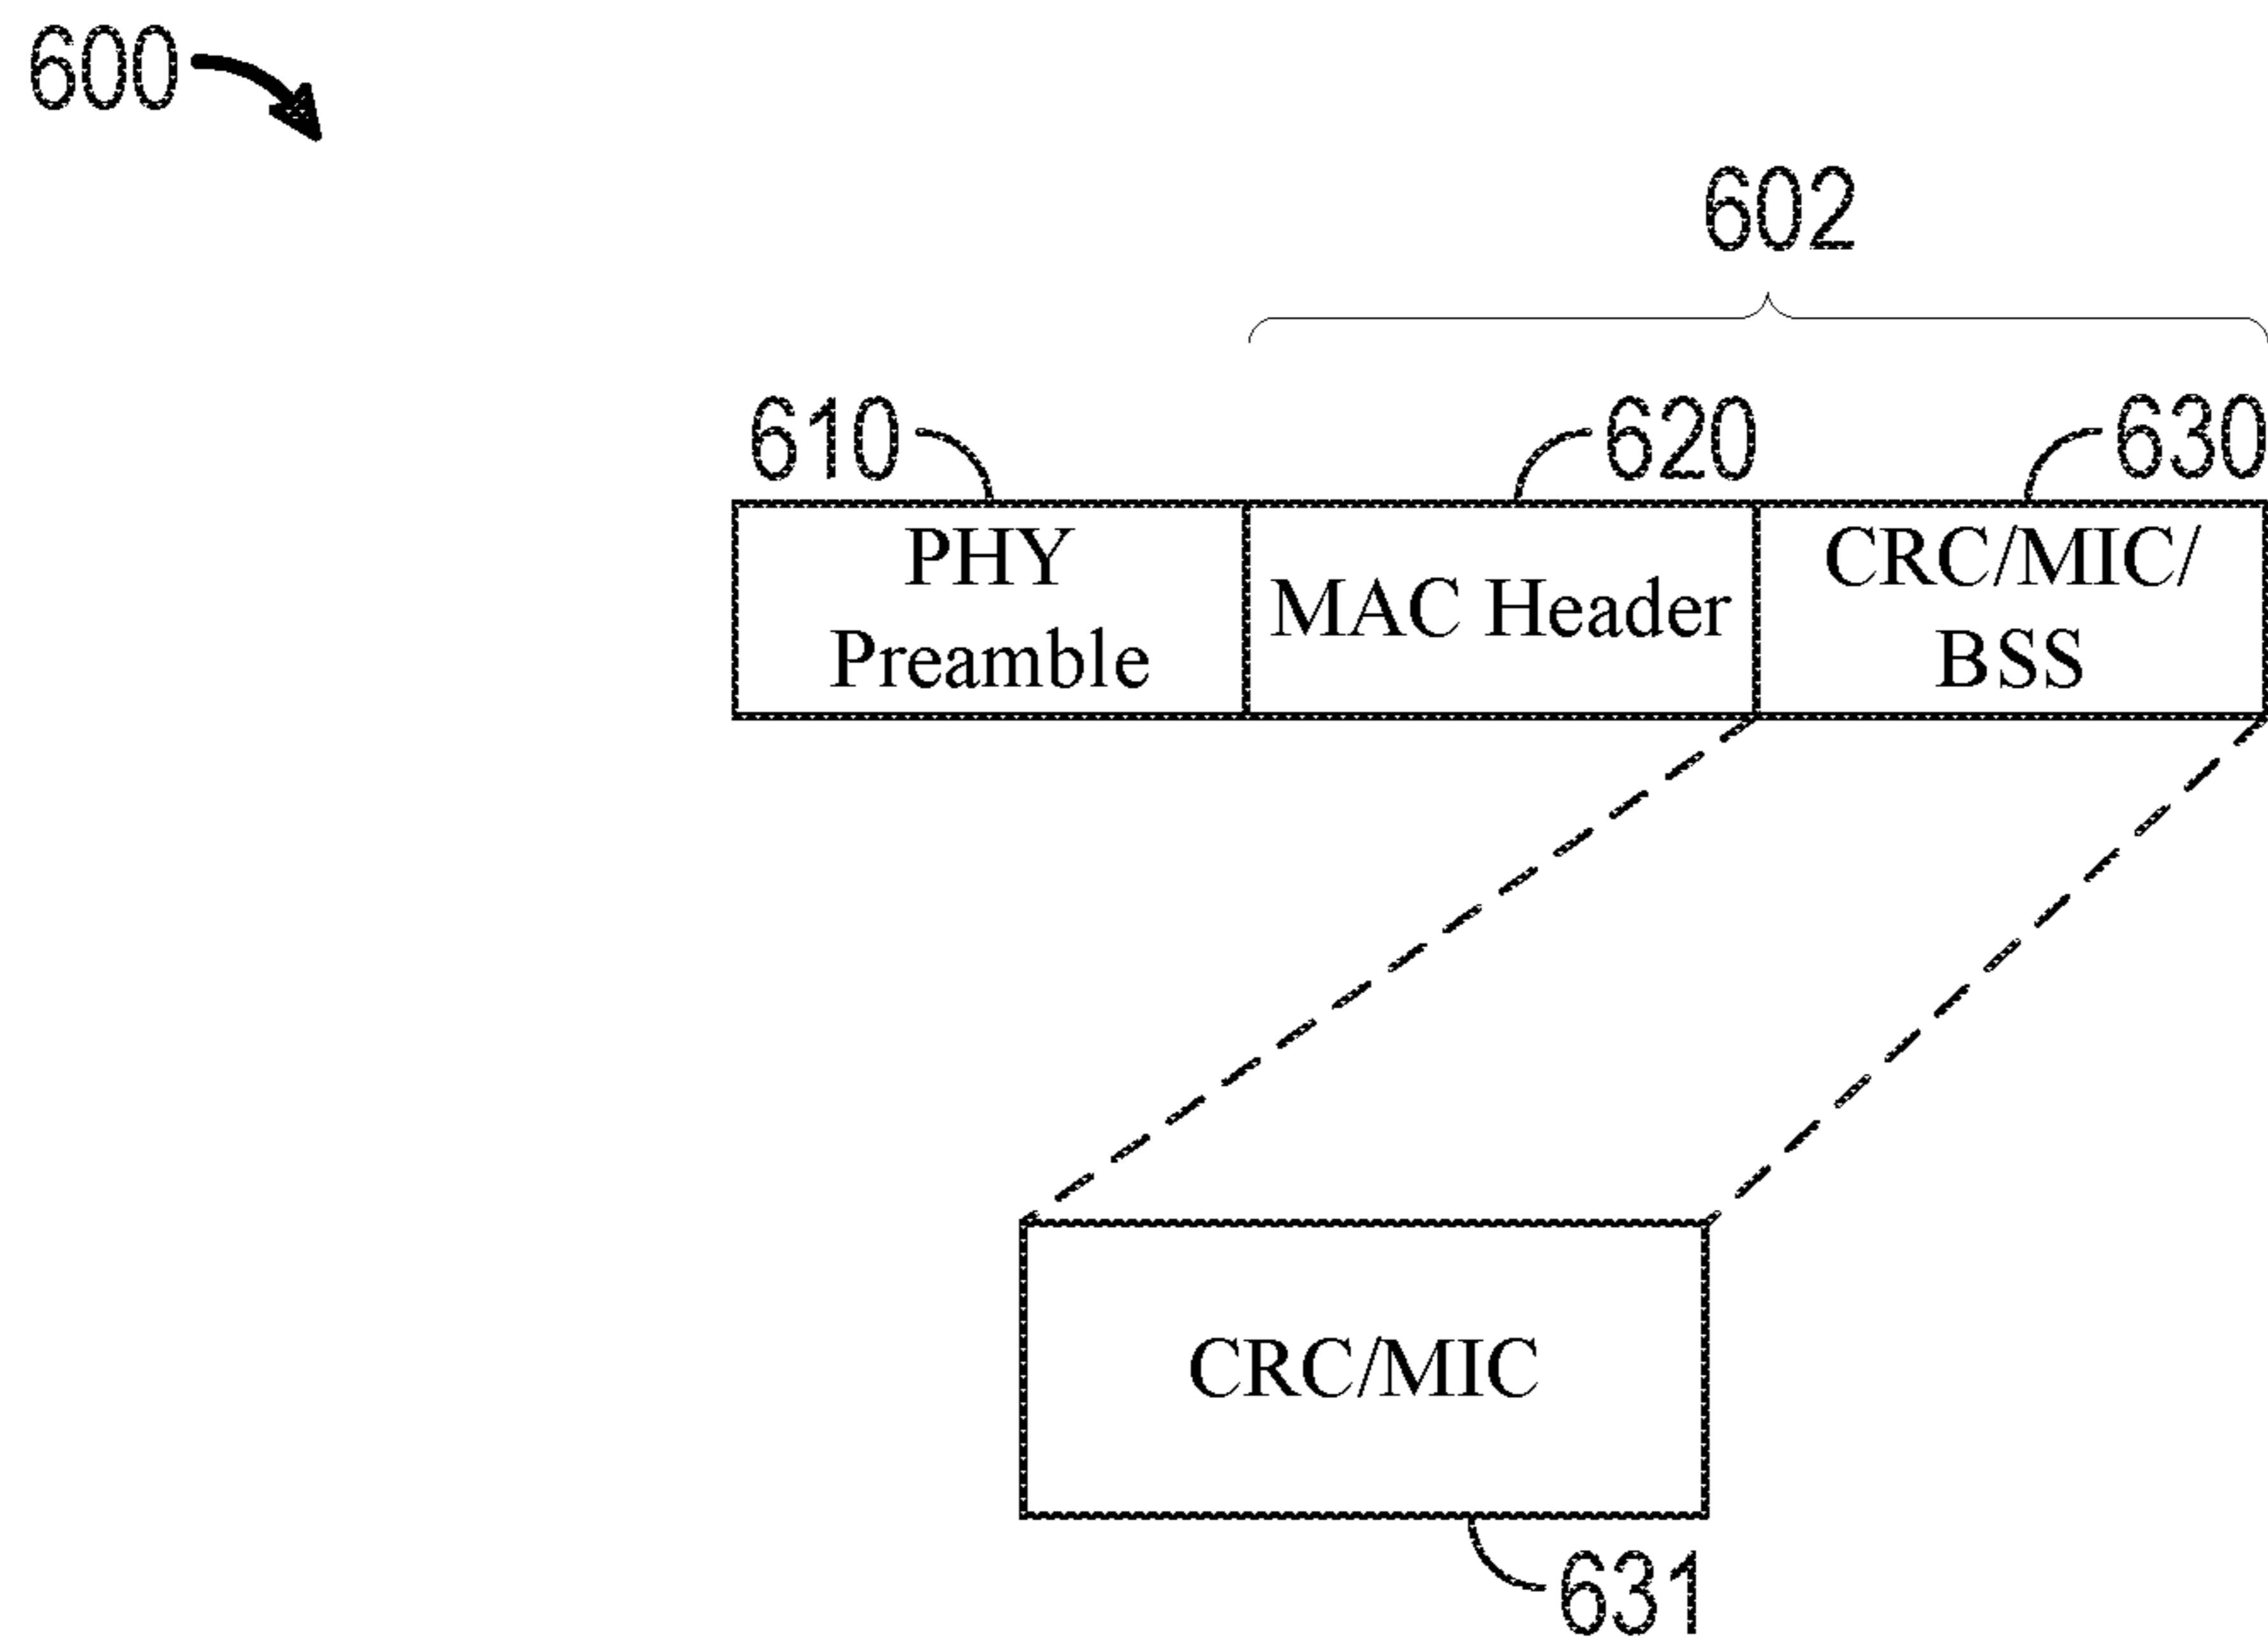 600
602
610
620
630
PHY
Preamble
MAC Header
CRC/MIC/
BSS
CRC/MIC
631